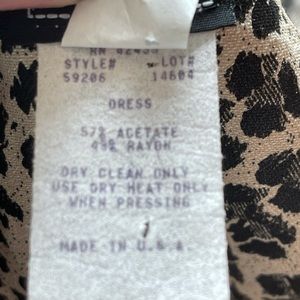 STYLE# LOT#
59206 14604
DRESS
57% ACETATE
43% RAYON
DRY CLEAN ONLY
USE DRY HEAT ONLY
WHEN PRESSING
MADE IN U.S.A.